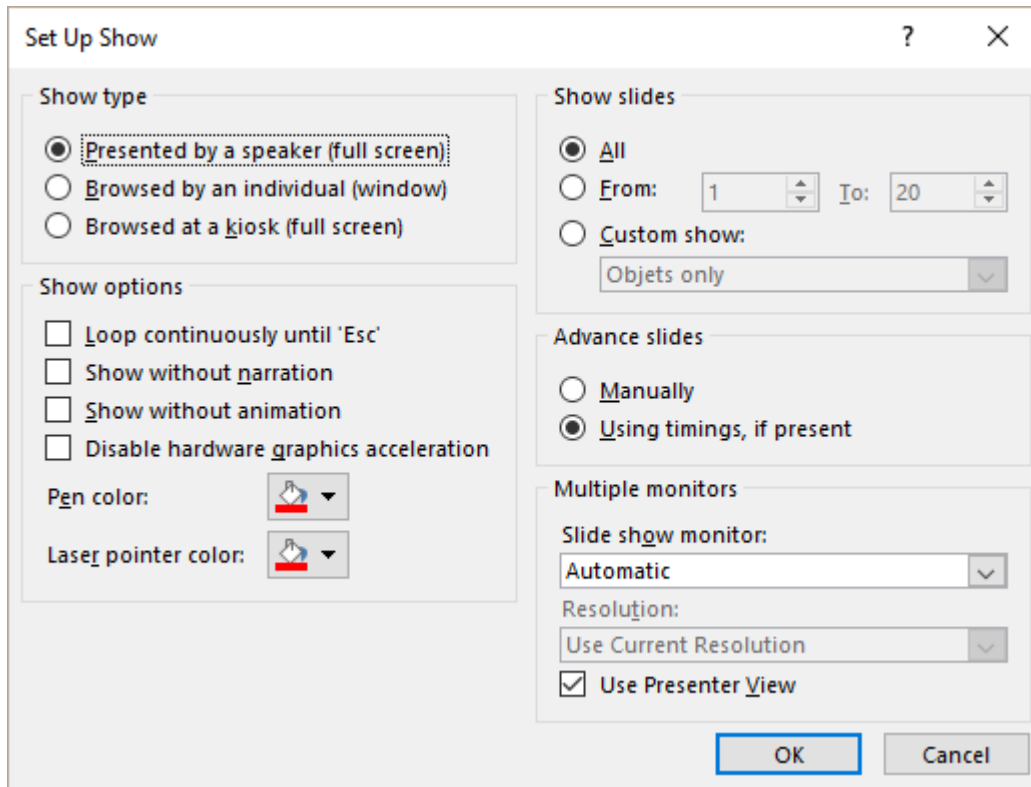 Set Up Show
?
Show type
Presented by a speaker (full screen)
Browsed by an individual (window)
Browsed at a kiosk (full screen)
Show options
Loop continuously until 'Esc'
Show without narration
Show without animation
Disable hardware graphics acceleration
Pen color:
Laser pointer color:
Show slides
All
From: 1 To: 20
Custom show:
Objets only
Advance slides
Manually
Using timings, if present
Multiple monitors
Slide show monitor:
Automatic
Resolution:
Use Current Resolution
Use Presenter View
OK Cancel